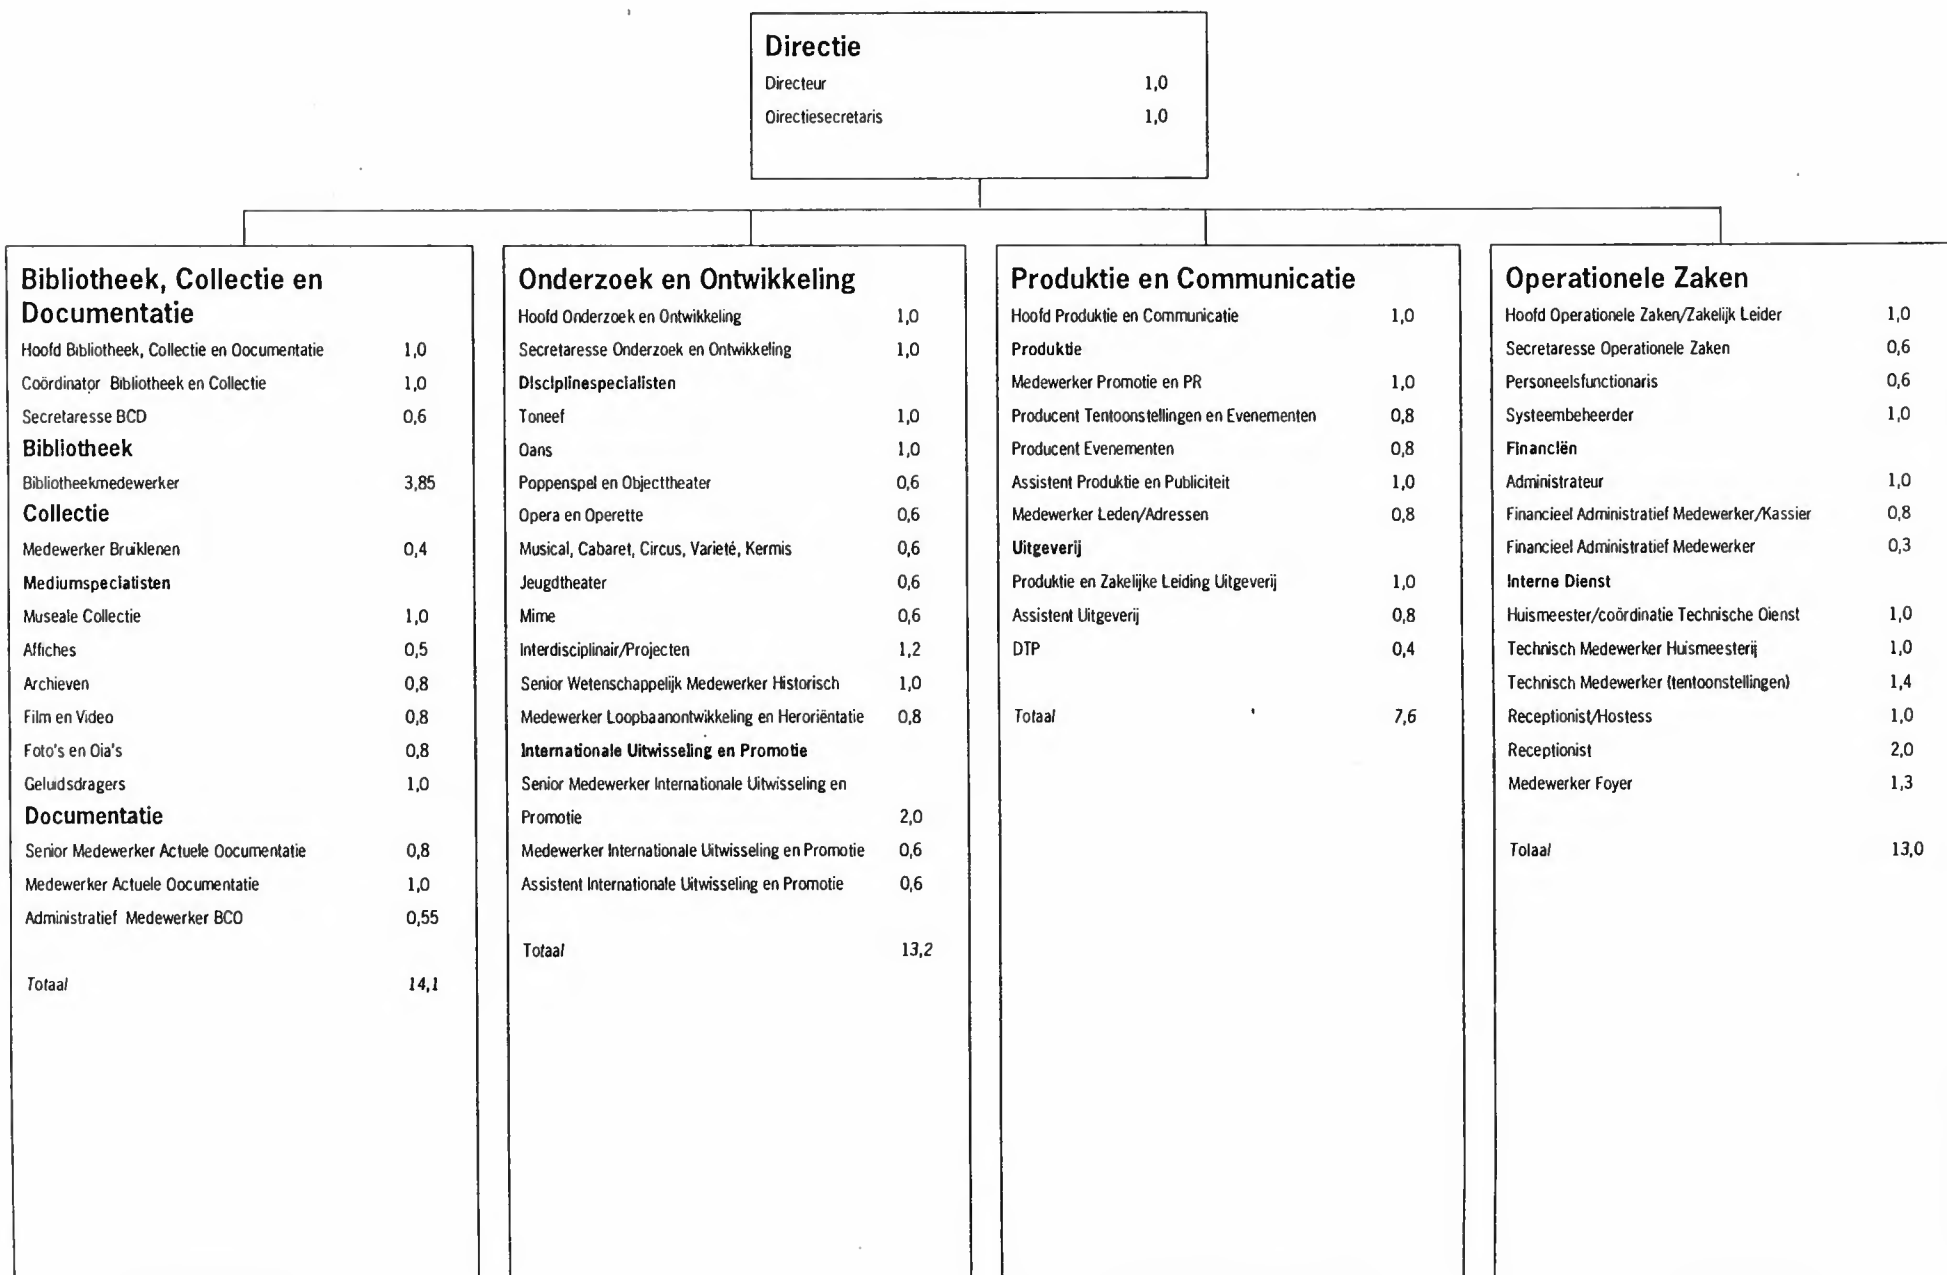 Directie
Directeur 1,0
Oirectiesecretaris 1,0
Bibliotheek, Collectie en
Documentatie
Hoofd Bibliotheek, Collectie en Oocumentatie 1,0
Coördinator Bibliotheek en Collectie 1,0
Secretaresse BCD 0,6
Bibliotheek
Bibliotheekmedewerker 3,85
Collectie
Medewerker Bruiklenen 0,4
Mediumspecialisten
Museale Collectie 1,0
Affiches 0,5
Archieven 0,8
Film en Video 0,8
Foto's en Oia's 0,8
Geluidsdragers 1,0
Documentatie
Senior Medewerker Actuele Oocumentatie 0,8
Medewerker Actuele Oocumentatie 1,0
Administratief Medewerker BCO 0,55
Totaal 14,1
Onderzoek en Ontwikkeling
Hoofd Onderzoek en Ontwikkeling 1,0
Secretaresse Onderzoek en Ontwikkeling 1,0
Disciplinespecialisten
Toneef 1,0
Oans 1,0
Poppenspel en Objecttheater 0,6
Opera en Operette 0,6
Musical, Cabaret, Circus, Varieté, Kermis 0,6
Jeugdtheater 0,6
Mime 0,6
Interdisciplinair/Projecten 1,2
Senior Wetenschappelijk Medewerker Historisch 1,0
Medewerker Loopbaanontwikkeling en Heroriëntatie 0,8
Internationale Uitwisseling en Promotie
Senior Medewerker Internationale Uitwisseling en
Promotie 2,0
Medewerker Internationale Uitwisseling en Promotie 0,6
Assistent Internationale Uitwisseling en Promotie 0,6
Totaal 13,2
Produktie en Communicatie
Hoofd Produktie en Communicatie 1,0
Produktie
Medewerker Promotie en PR 1,0
Producent Tentoonstellingen en Evenementen 0,8
Producent Evenementen 0,8
Assistent Produktie en Publiciteit 1,0
Medewerker Leden/Adressen 0,8
Uitgeverij
Produktie en Zakelijke Leiding Uitgeverij 1,0
Assistent Uitgeverij 0,8
DTP 0,4
Totaal 7,6
Operationele Zaken
Hoofd Operationele Zaken/Zakelijk Leider 1,0
Secretaresse Operationele Zaken 0,6
Personeelsfunctionaris 0,6
Systeembeheerder 1,0
Financiën
Administrateur 1,0
Financieel Administratief Medewerker/Kassier 0,8
Financieel Administratief Medewerker 0,3
Interne Dienst
Huismeester/coördinatie Technische Oienst 1,0
Technisch Medewerker Huismeesterij 1,0
Technisch Medewerker (tentoonstellingen) 1,4
Receptionist/Hostess 1,0
Receptionist 2,0
Medewerker Foyer 1,3
Totaal 13,0